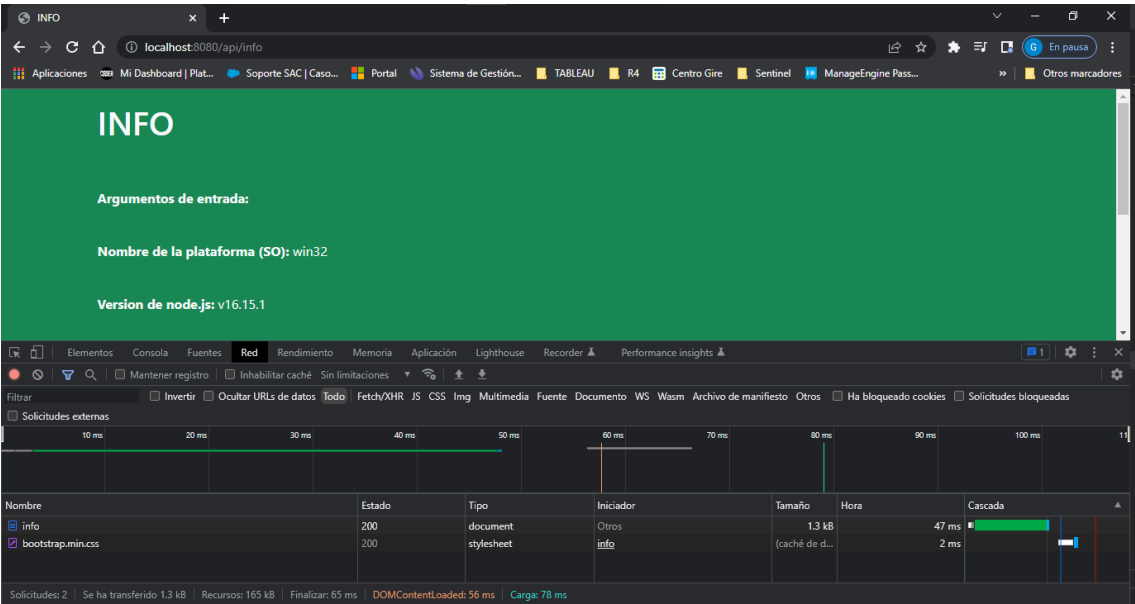 INFO
localhost:8080/api/info
G En pausa
Aplicaciones Mi Dashboard | Plat... Soporte SAC | Caso... Portal Sistema de Gestión... TABLEAU R4 Centro Gire Sentinel ManageEngine Pass... » Otros marcadores
INFO
Argumentos de entrada:
Nombre de la plataforma (SO): win32
Version de node.js: v16.15.1
Elementos Consola Fuentes Red Rendimiento Memoria Aplicación Lighthouse Recorder Performance insights 1
Mantener registro Inhabilitar caché Sin limitaciones
Filtrar Invertir Ocultar URLs de datos Todo Fetch/XHR JS CSS Img Multimedia Fuente Documento WS Wasm Archivo de manifiesto Otros Ha bloqueado cookies Solicitudes bloqueadas
Solicitudes externas
10 ms 20 ms 30 ms 40 ms 50 ms 60 ms 70 ms 80 ms 90 ms 100 ms 11
Nombre Estado Tipo Iniciador Tamaño Hora Cascada
info 200 document Otros 1.3 kB 47 ms
bootstrap.min.css 200 stylesheet info (caché de d... 2 ms
Solicitudes: 2 Se ha transferido 1.3 kB Recursos: 165 kB Finalizar: 65 ms DOMContentLoaded: 56 ms Carga: 78 ms